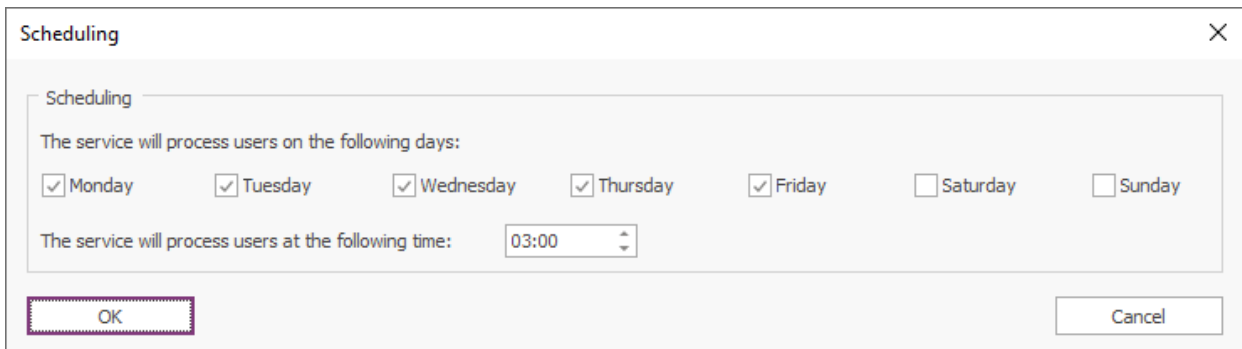 Scheduling
Scheduling
The service will process users on the following days:
Monday Tuesday Wednesday Thursday Friday Saturday Sunday
The service will process users at the following time: 03:00
OK Cancel